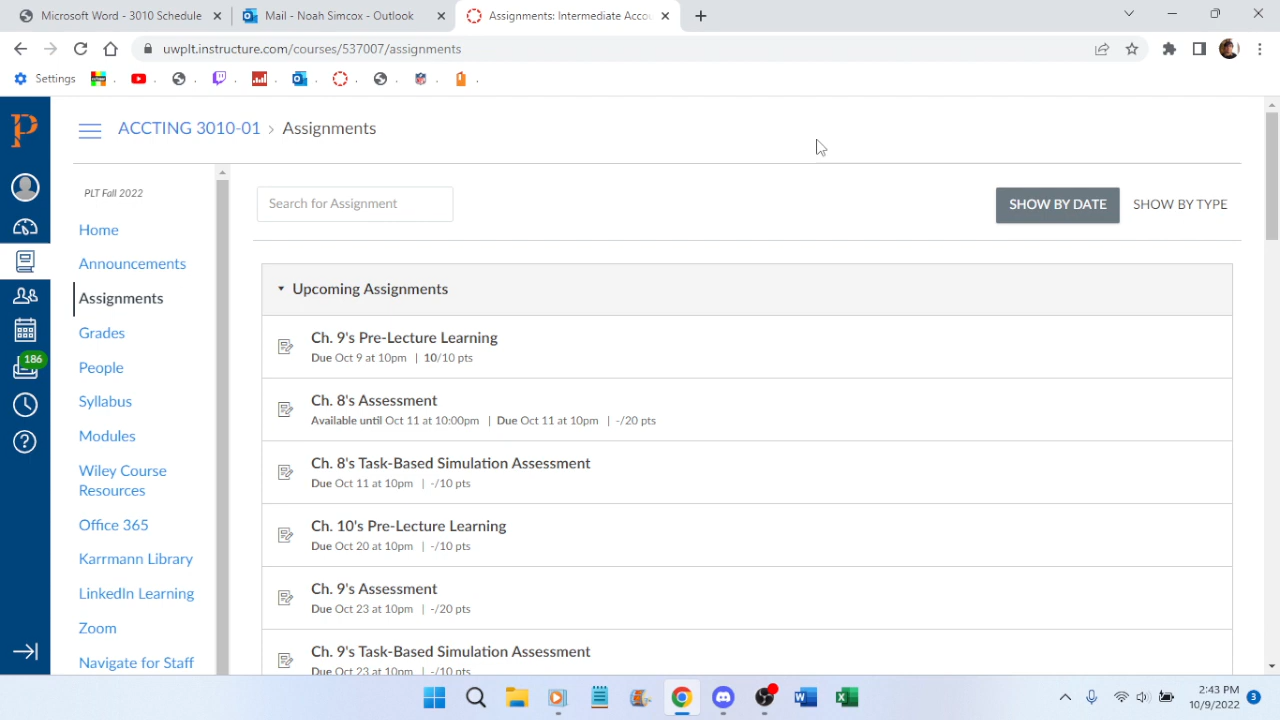 Microsoft Word - 3010 Schedule
Mail - Noah Simcox - Outlook
Assignments: Intermediate Accou
uwplt.instructure.com/courses/537007/assignments
Settings
ACCTING 3010-01 > Assignments
PLT Fall 2022
Home
Announcements
Assignments
Grades
People
Syllabus
Modules
Wiley Course
Resources
Office 365
Karrmann Library
LinkedIn Learning
Zoom
Navigate for Staff
186
Search for Assignment
SHOW BY DATE
SHOW BY TYPE
Upcoming Assignments
Ch. 9's Pre-Lecture Learning
Due Oct 9 at 10pm | 10/10 pts
Ch. 8's Assessment
Available until Oct 11 at 10:00pm | Due Oct 11 at 10pm | -/20 pts
Ch. 8's Task-Based Simulation Assessment
Due Oct 11 at 10pm | -/10 pts
Ch. 10's Pre-Lecture Learning
Due Oct 20 at 10pm | -/10 pts
Ch. 9's Assessment
Due Oct 23 at 10pm | -/20 pts
Ch. 9's Task-Based Simulation Assessment
Due Oct 23 at 10pm | -/10 pts
2:43 PM
10/9/2022
3